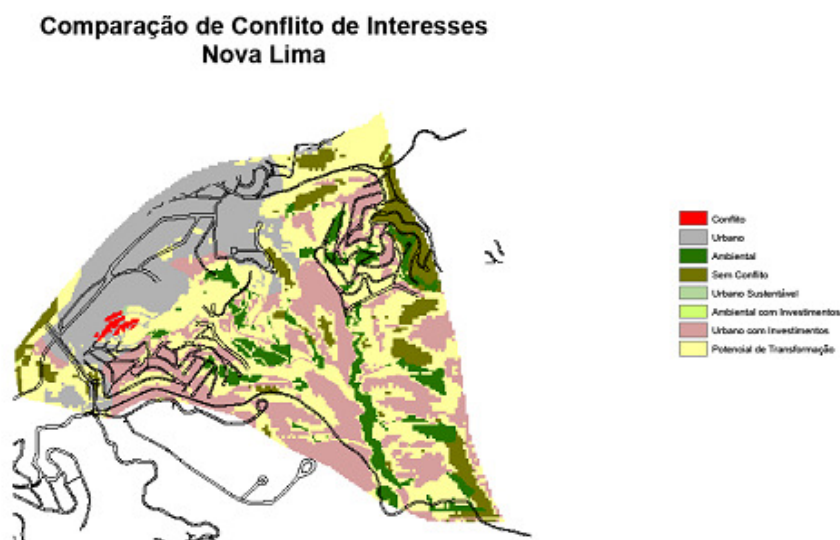 Comparação de Conflito de Interesses
Nova Lima
Conflito
Urbano
Ambiental
Sem Conflito
Urbano Sustentável
Ambiental com Investimentos
Urbano com Investimentos
Potencial de Transformação